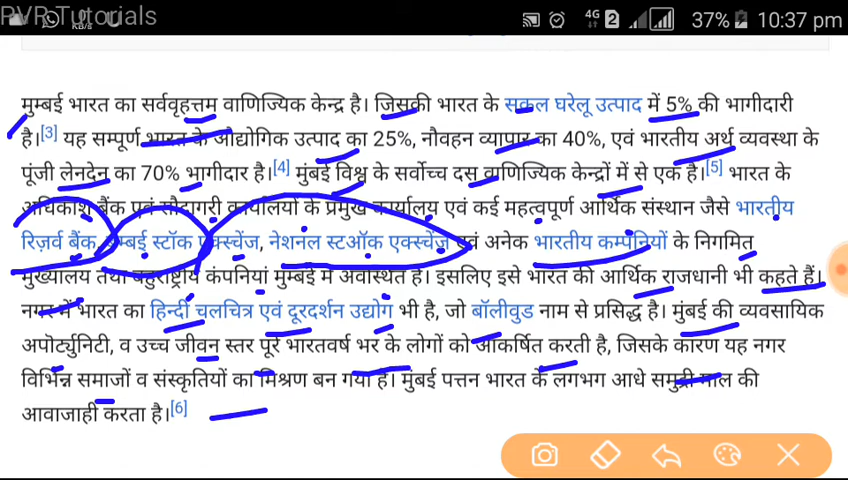 PVR Tutorials
KB/s 4G 2 37% 10:37 pm
मुम्बई भारत का सर्ववृहत्तम वाणिज्यिक केन्द्र है। जिसकी भारत के सकल घरेलू उत्पाद में 5% की भागीदारी
है।[3] यह सम्पूर्ण भारत के औद्योगिक उत्पाद का 25%, नौवहन व्यापार का 40%, एवं भारतीय अर्थ व्यवस्था के
पूंजी लेनदेन का 70% भागीदार है।[4] मुंबई विश्व के सर्वोच्च दस वाणिज्यिक केन्द्रों में से एक है।[5] भारत के
अधिकांश बैंक एवं सौदागरी कार्यालयों के प्रमुख कार्यालय एवं कई महत्वपूर्ण आर्थिक संस्थान जैसे भारतीय
रिज़र्व बैंक, मुम्बई स्टॉक एक्स्चेंज, नेशनल स्टऑक एक्स्चेंज एवं अनेक भारतीय कम्पनियों के निगमित
मुख्यालय तथा बहुराष्ट्रीय कंपनियां मुम्बई में अवस्थित हैं। इसलिए इसे भारत की आर्थिक राजधानी भी कहते हैं।
नगर में भारत का हिन्दी चलचित्र एवं दूरदर्शन उद्योग भी है, जो बॉलीवुड नाम से प्रसिद्ध है। मुंबई की व्यवसायिक
अपॊर्ट्युनिटी, व उच्च जीवन स्तर पूरे भारतवर्ष भर के लोगों को आकर्षित करती है, जिसके कारण यह नगर
विभिन्न समाजों व संस्कृतियों का मिश्रण बन गया है। मुंबई पत्तन भारत के लगभग आधे समुद्री माल की
आवाजाही करता है।[6]